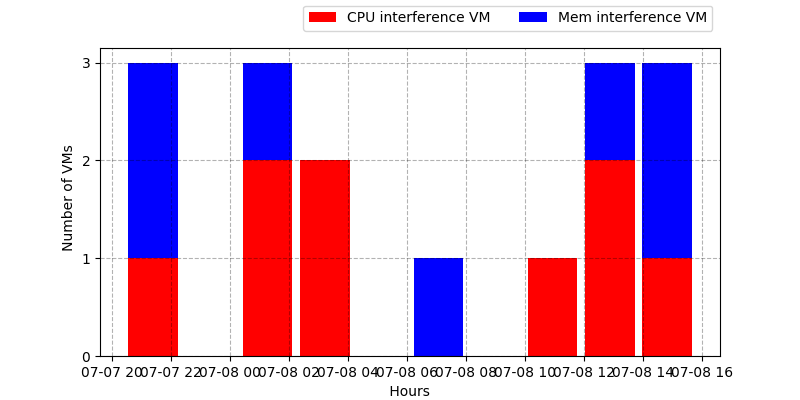 CPU interference VM Mem interference VM
3
2
1
0
Number of VMs
07-07 20 07-07 22 07-08 00 07-08 02 07-08 04 07-08 06 07-08 08 07-08 10 07-08 12 07-08 14 07-08 16
Hours